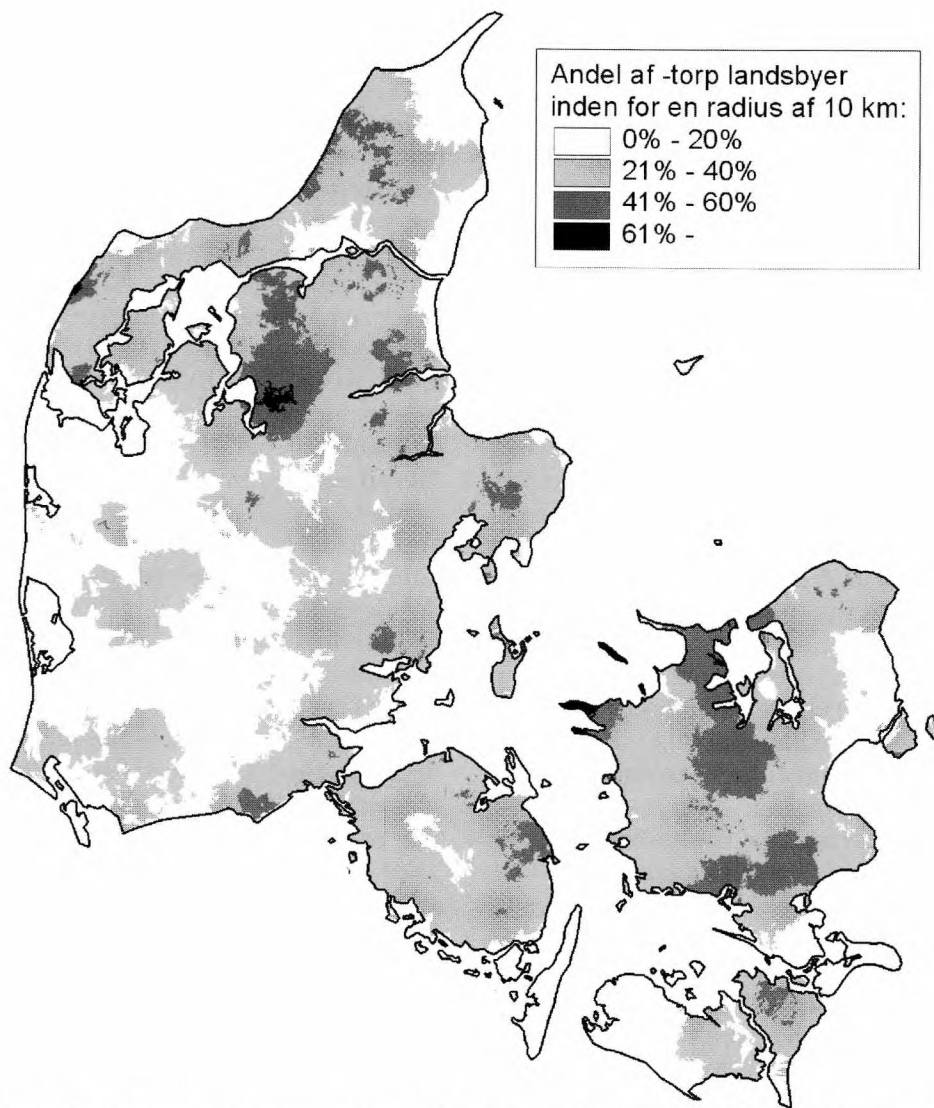 Andel af -torp landsbyer
inden for en radius af 10 km:
0% - 20%
21% - 40%
41% - 60%
61% -